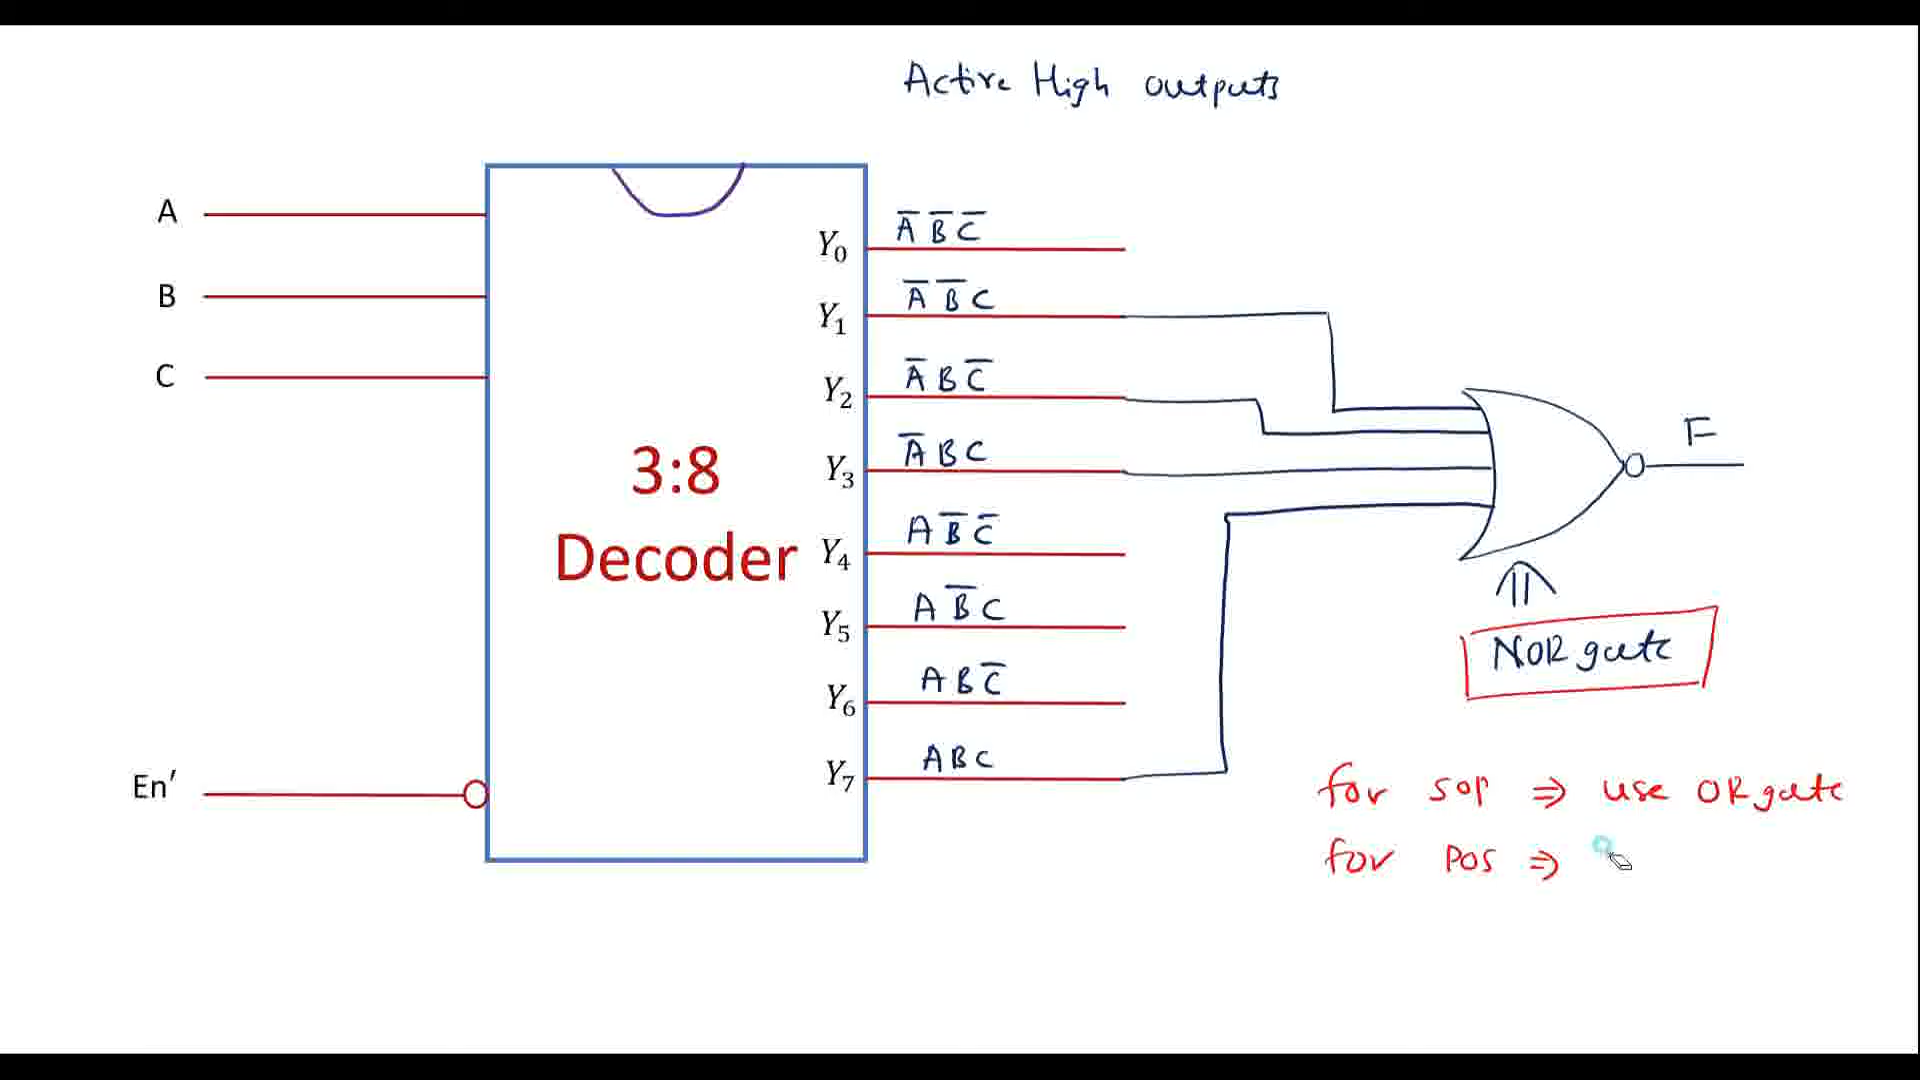 Active High outputs
A
B
C
En′
3:8
Decoder
Y₀ A̅ B̅ C̅
Y₁ A̅ B̅ C
Y₂ A̅ B C̅
Y₃ A̅ B C
Y₄ A B̅ C̅
Y₅ A B̅ C
Y₆ A B C̅
Y₇ A B C
F
NOR gate
for SOP ⇒ use OR gate
for POS ⇒